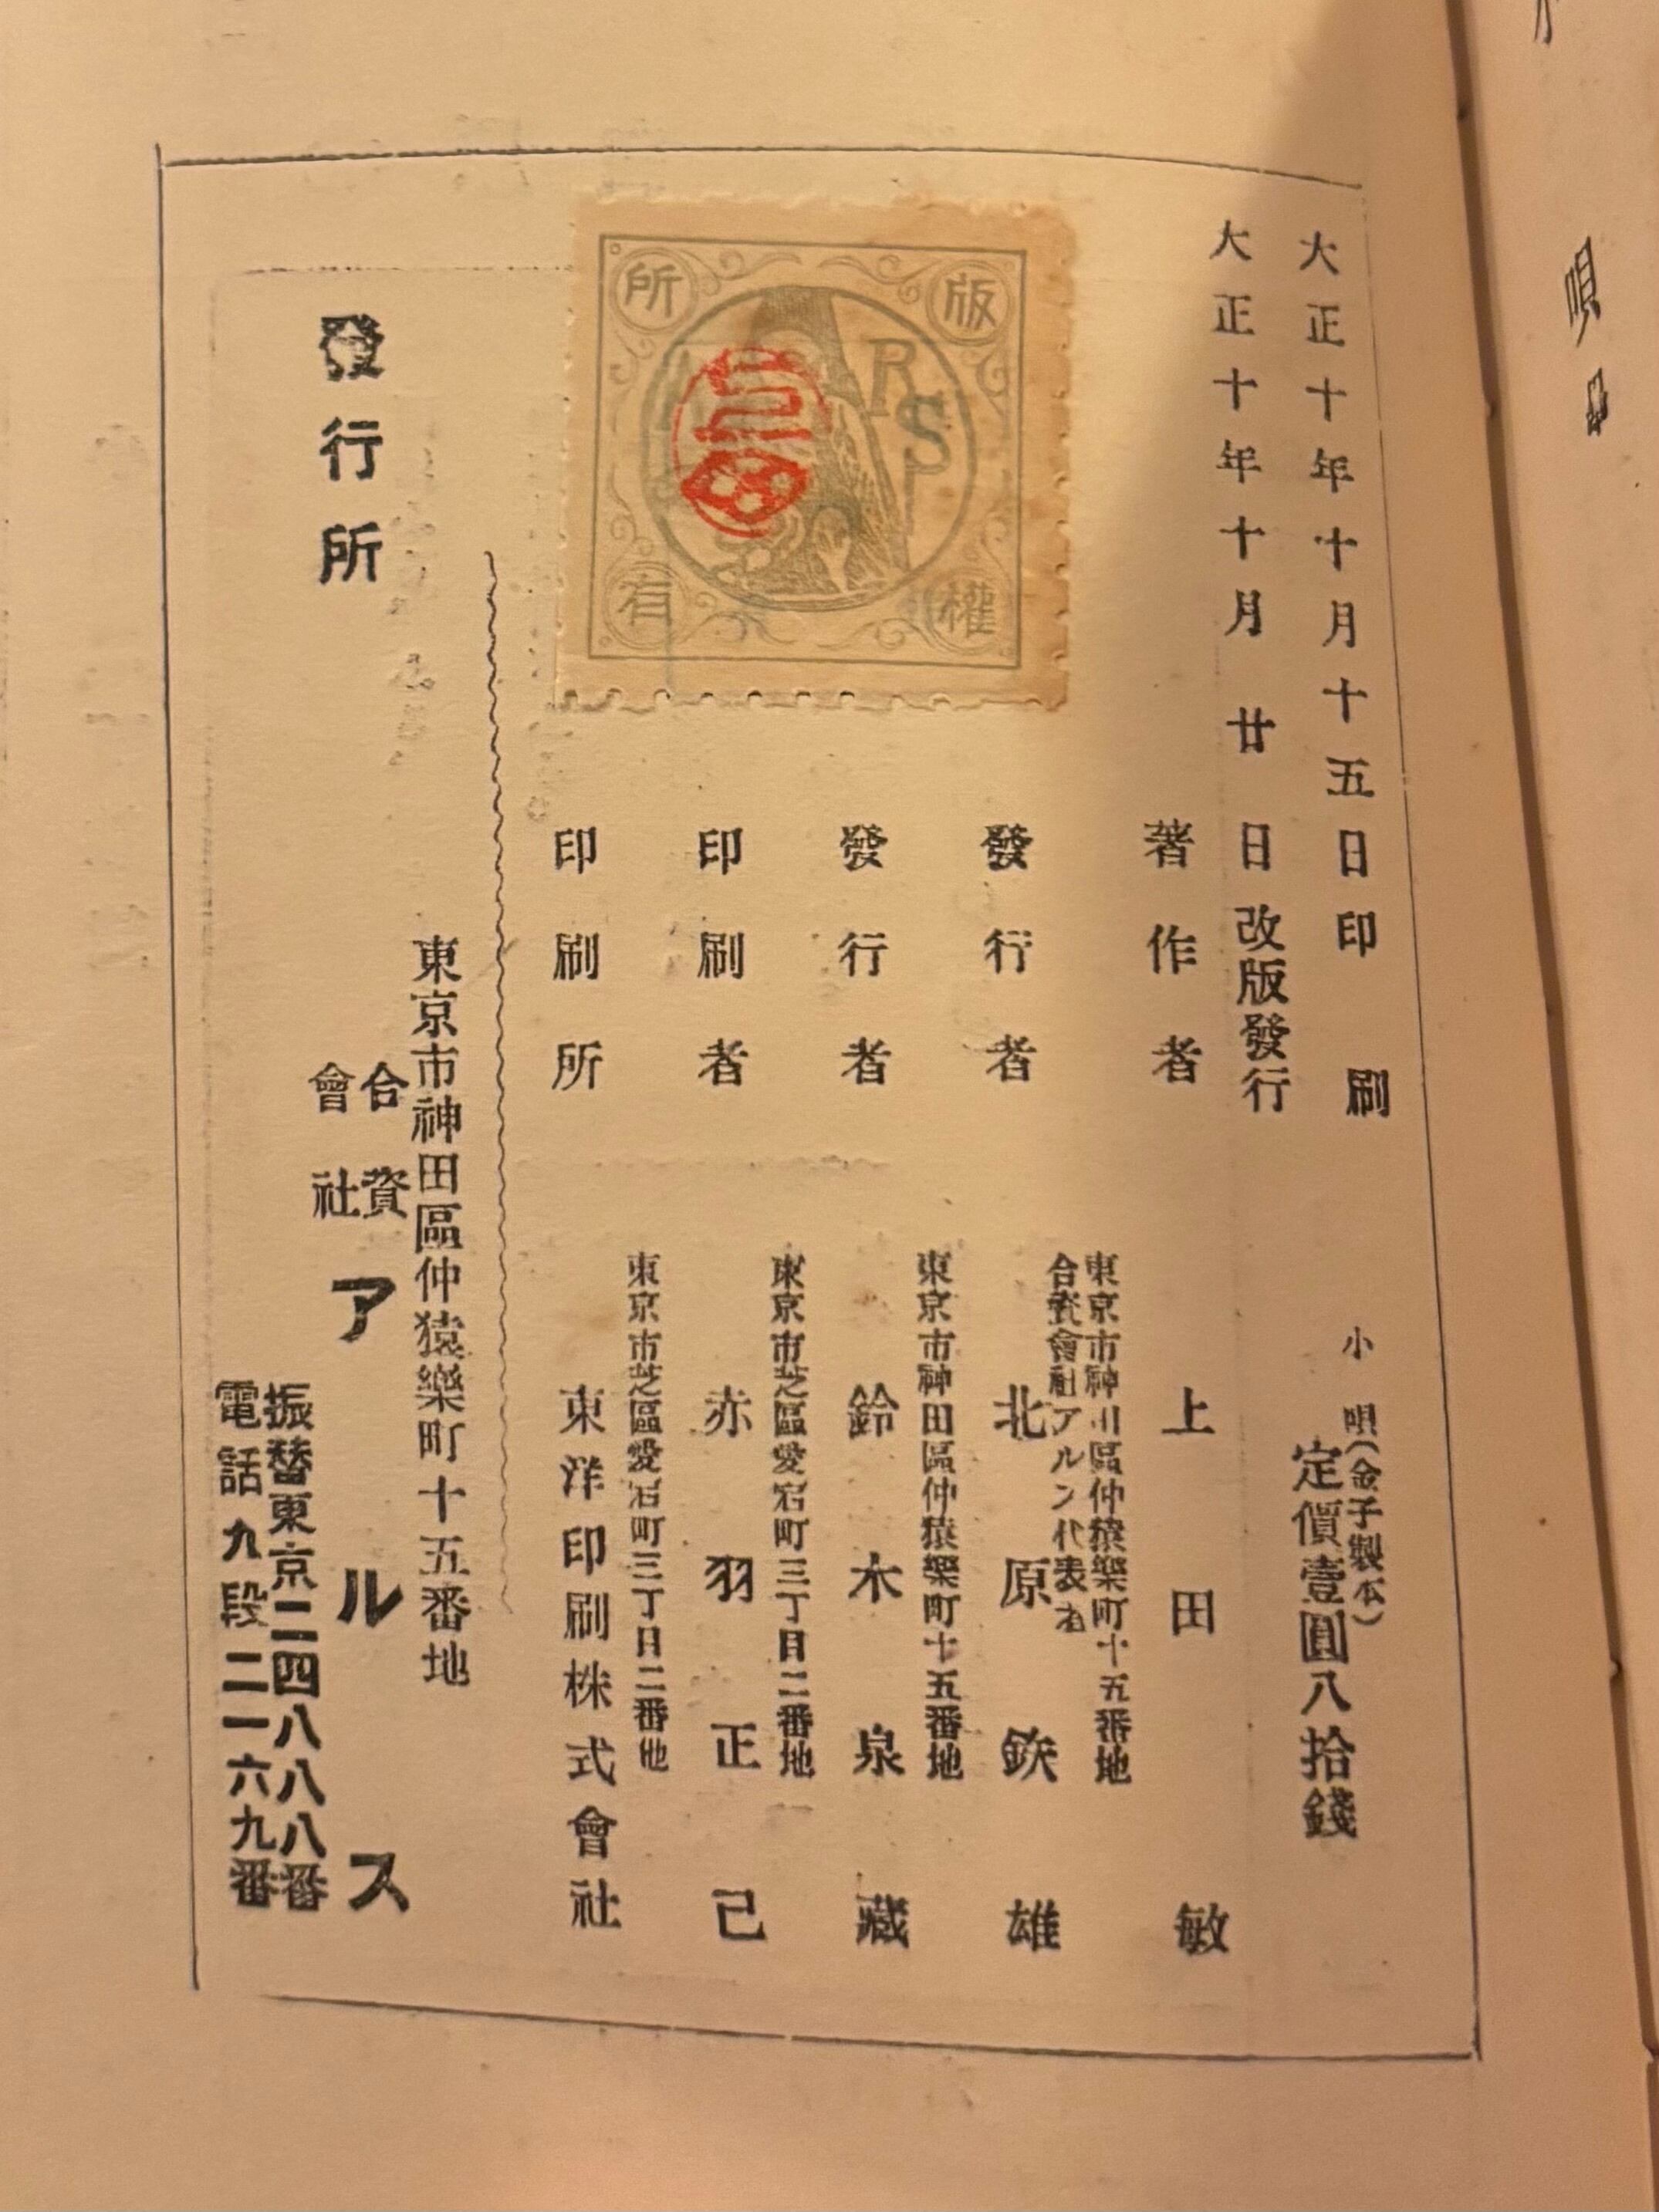 大正十年十月十五日印刷
大正十年十月廿日改版發行
小唄(金子製本)
定價壹圓八拾錢
著作者 上田敏
東京市神田區仲猿樂町十五番地
合資會社アルス代表者
發行者 北原鉄雄
東京市神田區仲猿樂町十五番地
發行者 鈴木泉藏
東京市芝區愛宕町三丁目二番地
印刷者 赤羽正己
東京市芝區愛宕町三丁目二番地
印刷所 東洋印刷株式會社
版權所有
ARS
上田
東京市神田區仲猿樂町十五番地
發行所 合資會社 アルス
振替東京二四八八八番
電話九段二一六九番
唄